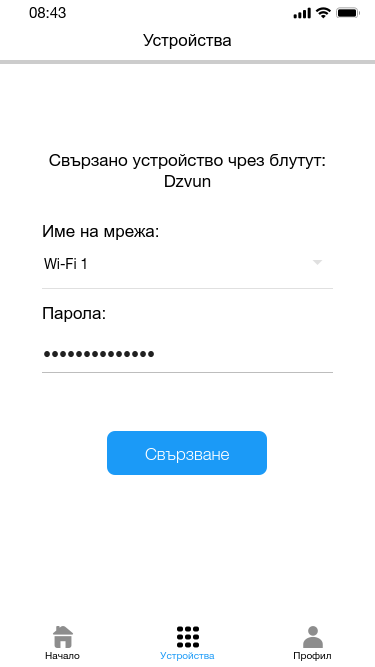 08:43
Устройства
Свързано устройство чрез блутут:
Dzvun
Име на мрежа:
Wi-Fi 1
Парола:
••••••••••••••
Свързване
Начало
Устройства
Профил